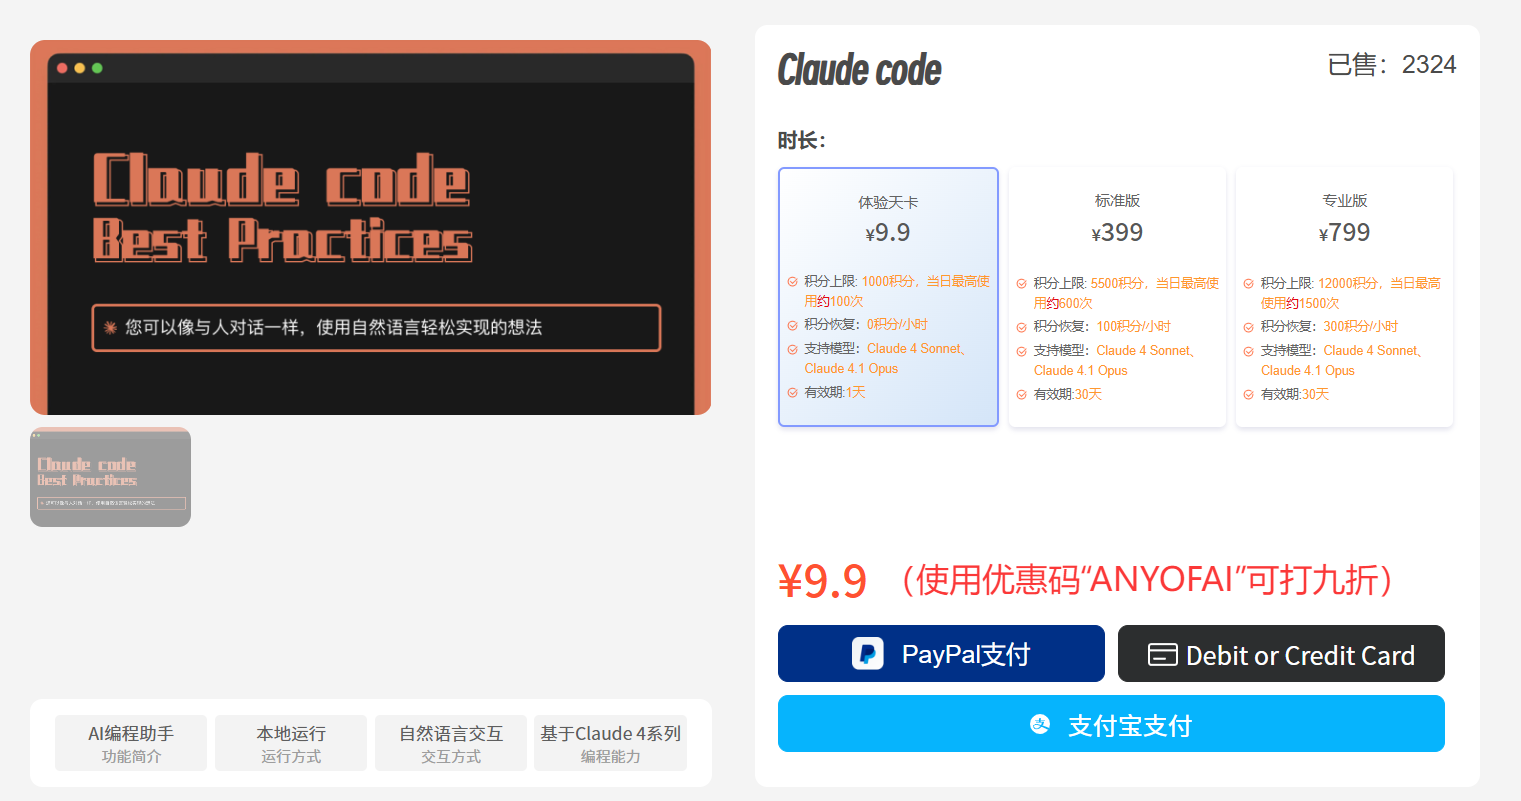 Claude code
Best Practices
您可以像与人对话一样，使用自然语言轻松实现的想法
Claude code
Best Practices
AI编程助手
功能简介
本地运行
运行方式
自然语言交互
交互方式
基于Claude 4系列
编程能力
Claude code
已售：2324
时长：
体验天卡
¥9.9
积分上限: 1000积分，当日最高使
用约100次
积分恢复：0积分/小时
支持模型：Claude 4 Sonnet、
Claude 4.1 Opus
有效期:1天
标准版
¥399
积分上限: 5500积分，当日最高使
用约600次
积分恢复：100积分/小时
支持模型：Claude 4 Sonnet、
Claude 4.1 Opus
有效期:30天
专业版
¥799
积分上限: 12000积分，当日最高
使用约1500次
积分恢复：300积分/小时
支持模型：Claude 4 Sonnet、
Claude 4.1 Opus
有效期:30天
¥9.9 （使用优惠码“ANYOFAI”可打九折）
PayPal支付
Debit or Credit Card
支付宝支付